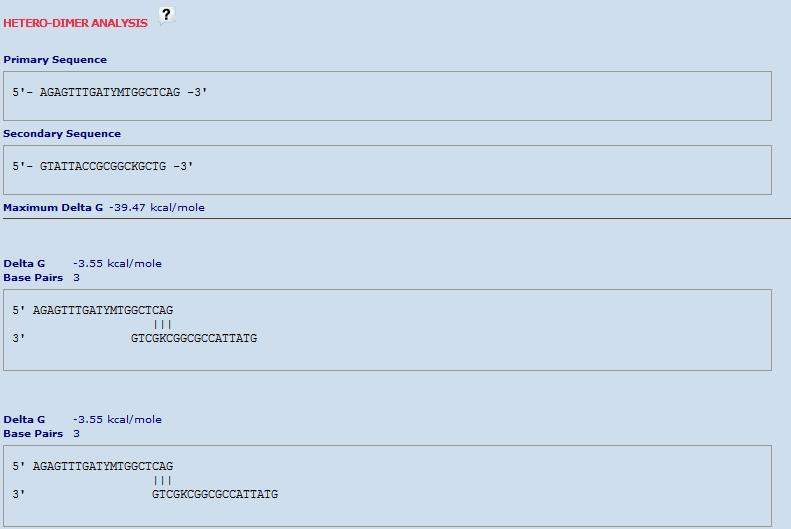 HETERO-DIMER ANALYSIS ?
Primary Sequence
5'- AGAGTTTGATYMTGGCTCAG -3'
Secondary Sequence
5'- GTATTACCGCGGCKGCTG -3'
Maximum Delta G -39.47 kcal/mole
Delta G -3.55 kcal/mole
Base Pairs 3
5' AGAGTTTGATYMTGGCTCAG
|||
3' GTCGKCGGCGCCATTATG
Delta G -3.55 kcal/mole
Base Pairs 3
5' AGAGTTTGATYMTGGCTCAG
|||
3' GTCGKCGGCGCCATTATG